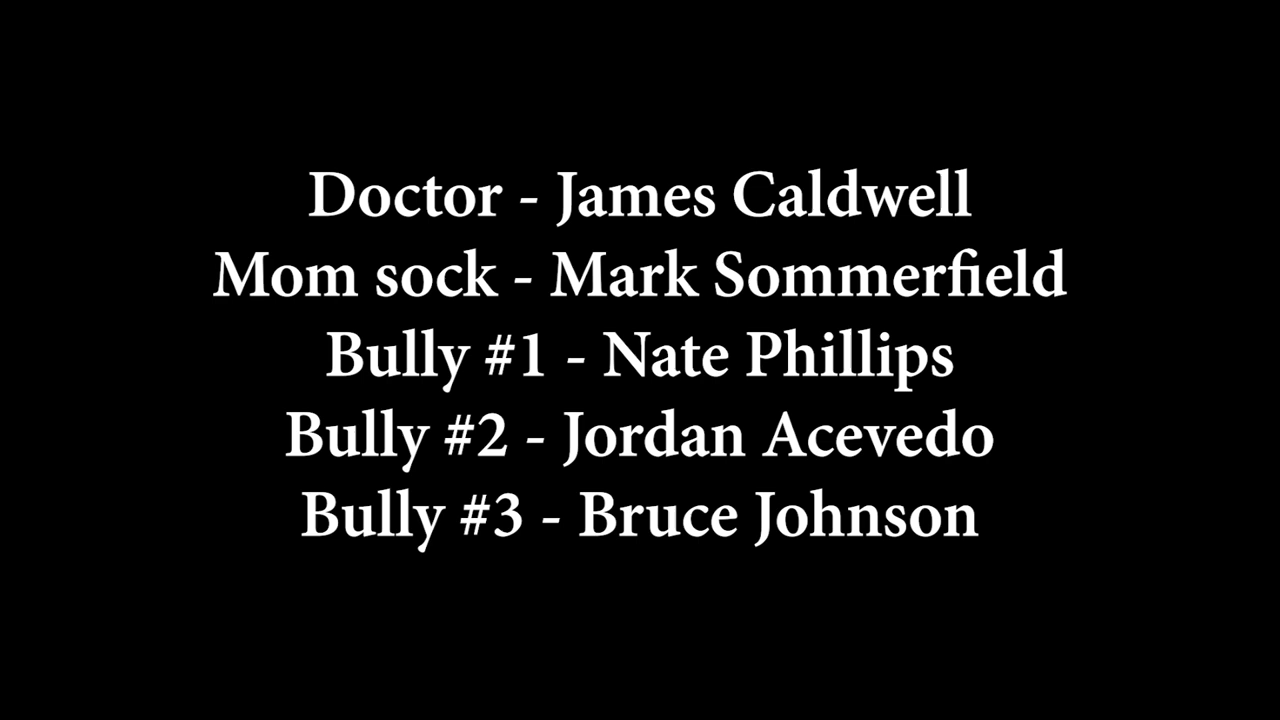 Doctor - James Caldwell
Mom sock - Mark Sommerfield
Bully #1 - Nate Phillips
Bully #2 - Jordan Acevedo
Bully #3 - Bruce Johnson